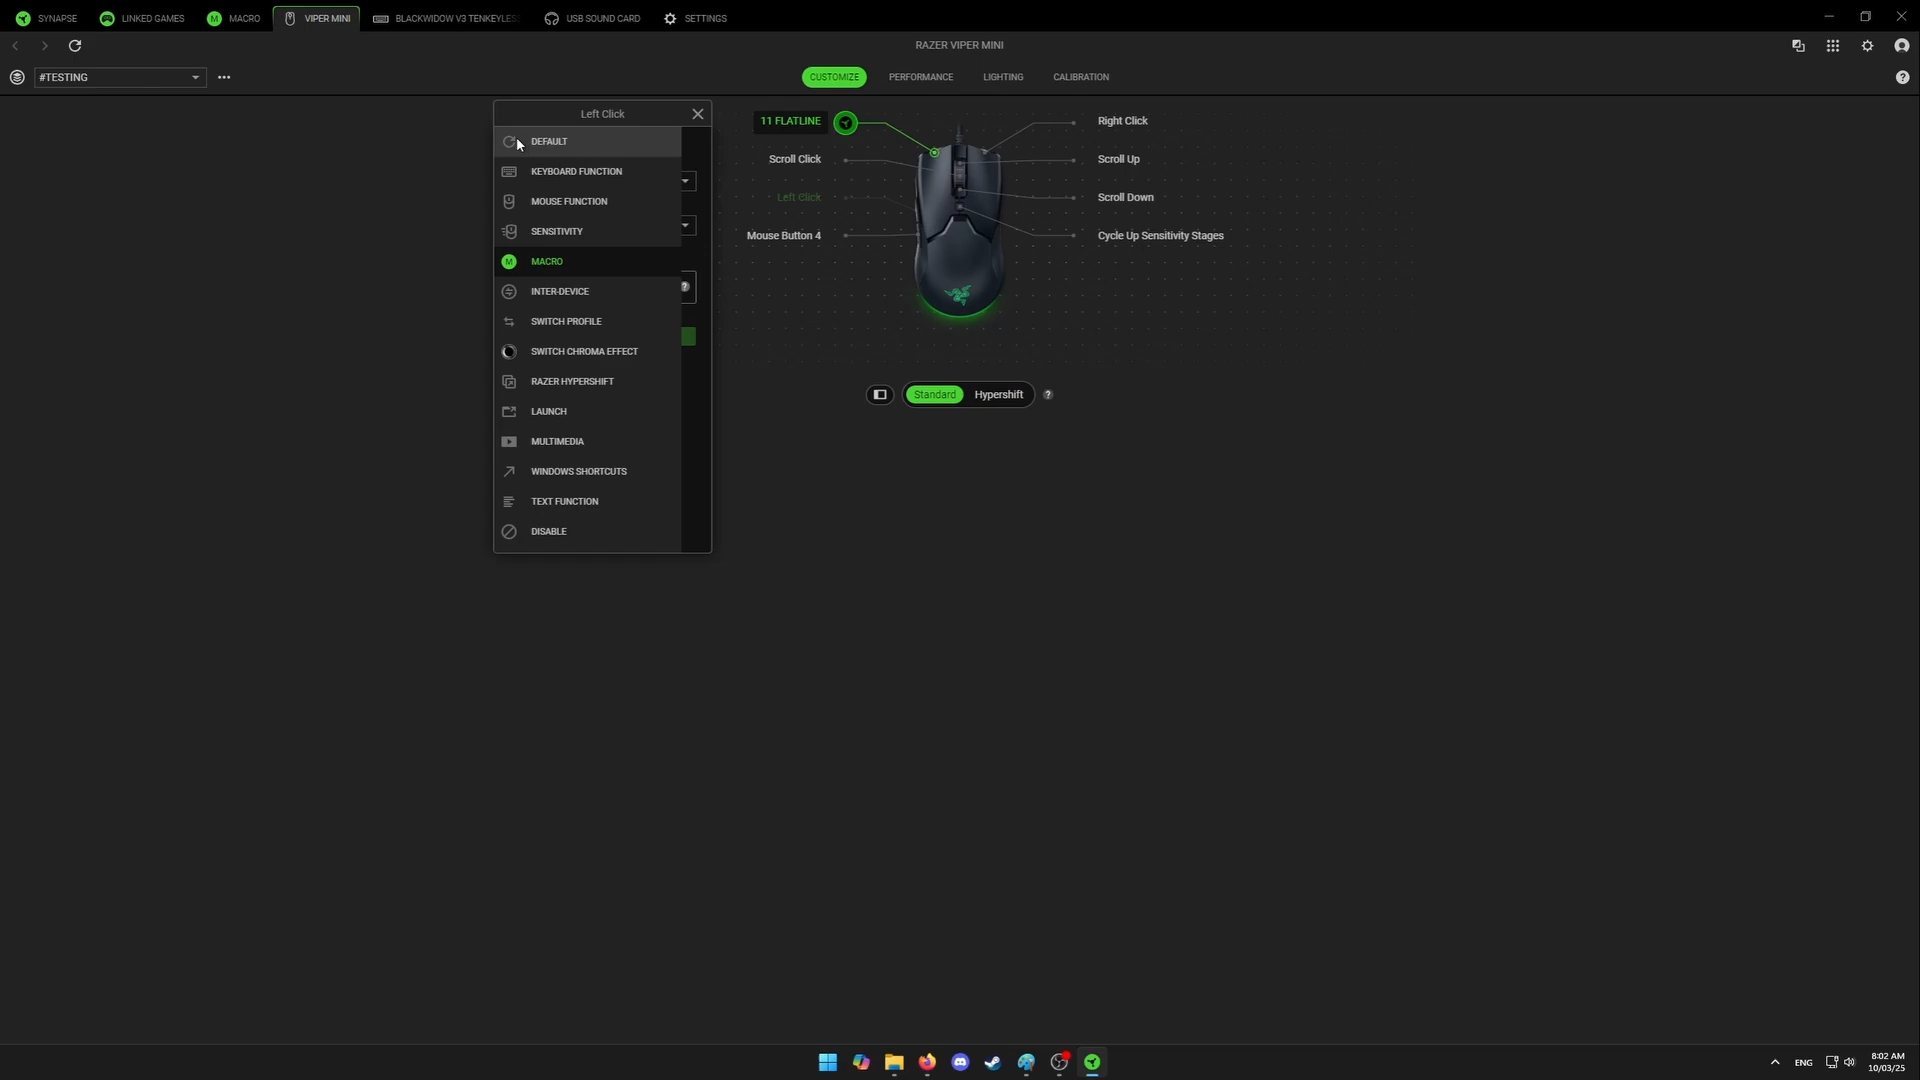 SYNAPSE LINKED GAMES MACRO VIPER MINI BLACKWIDOW V3 TENKEYLES USB SOUND CARD SETTINGS
RAZER VIPER MINI
#TESTING CUSTOMIZE PERFORMANCE LIGHTING CALIBRATION ?
Left Click
DEFAULT
KEYBOARD FUNCTION
MOUSE FUNCTION
SENSITIVITY
M MACRO
INTER-DEVICE
?
SWITCH PROFILE
SWITCH CHROMA EFFECT
RAZER HYPERSHIFT
LAUNCH
MULTIMEDIA
WINDOWS SHORTCUTS
TEXT FUNCTION
DISABLE
11 FLATLINE
Scroll Click
Left Click
Mouse Button 4
Right Click
Scroll Up
Scroll Down
Cycle Up Sensitivity Stages
Standard Hypershift ?
ENG
8:02 AM
10/03/25